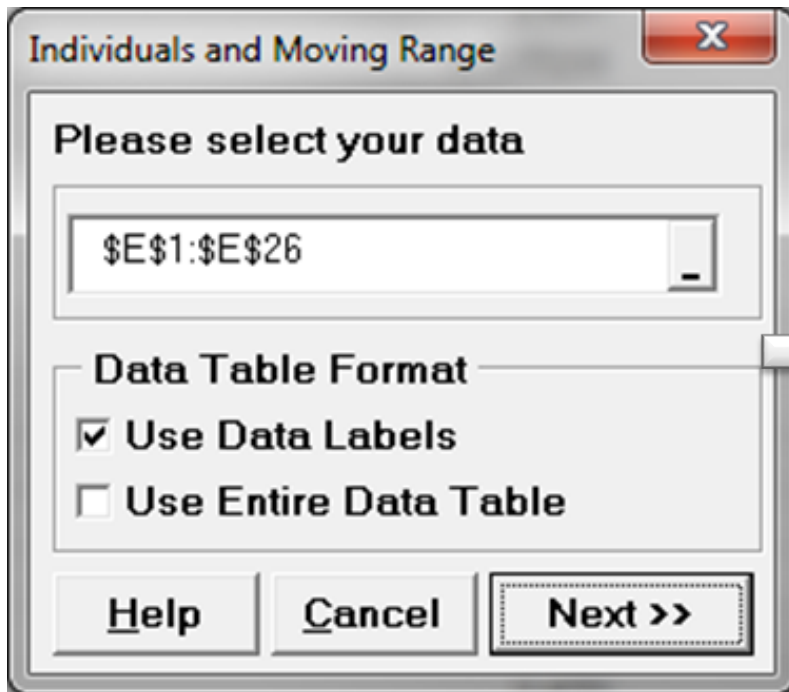 Individuals and Moving Range
Please select your data
$E$1:$E$26
Data Table Format
Use Data Labels
Use Entire Data Table
Help Cancel Next >>